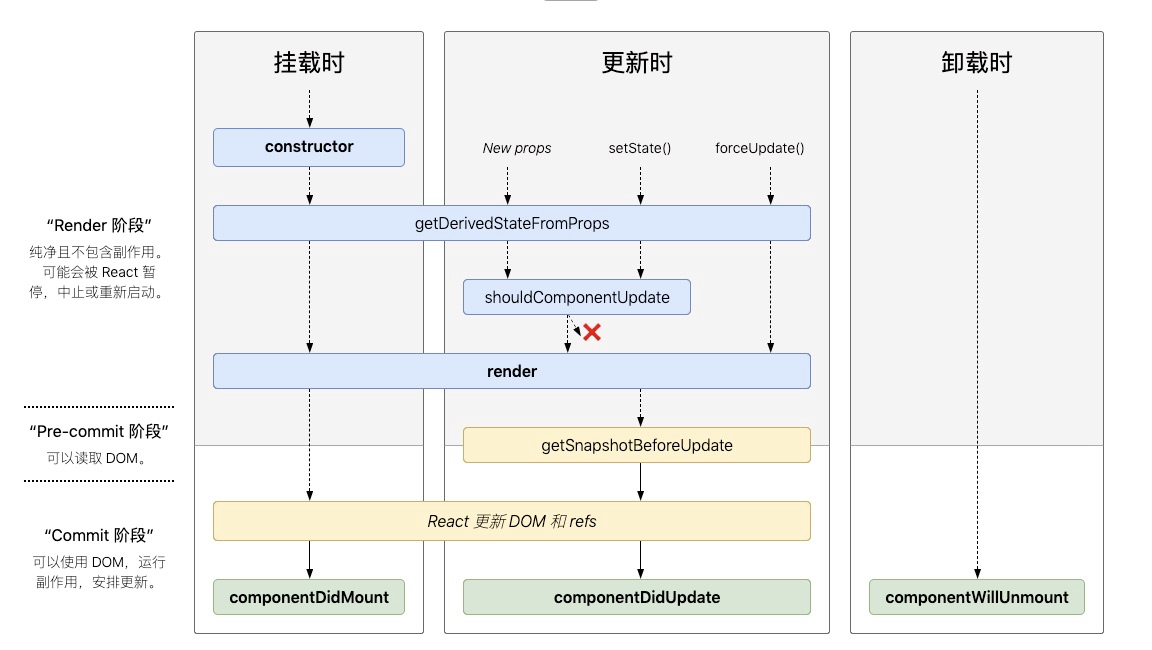 挂载时
更新时
卸载时
constructor
New props
setState()
forceUpdate()
“Render 阶段”
纯净且不包含副作用。
可能会被 React 暂
停，中止或重新启动。
getDerivedStateFromProps
shouldComponentUpdate
render
“Pre-commit 阶段”
可以读取 DOM。
getSnapshotBeforeUpdate
“Commit 阶段”
可以使用 DOM，运行
副作用，安排更新。
React 更新 DOM 和 refs
componentDidMount
componentDidUpdate
componentWillUnmount